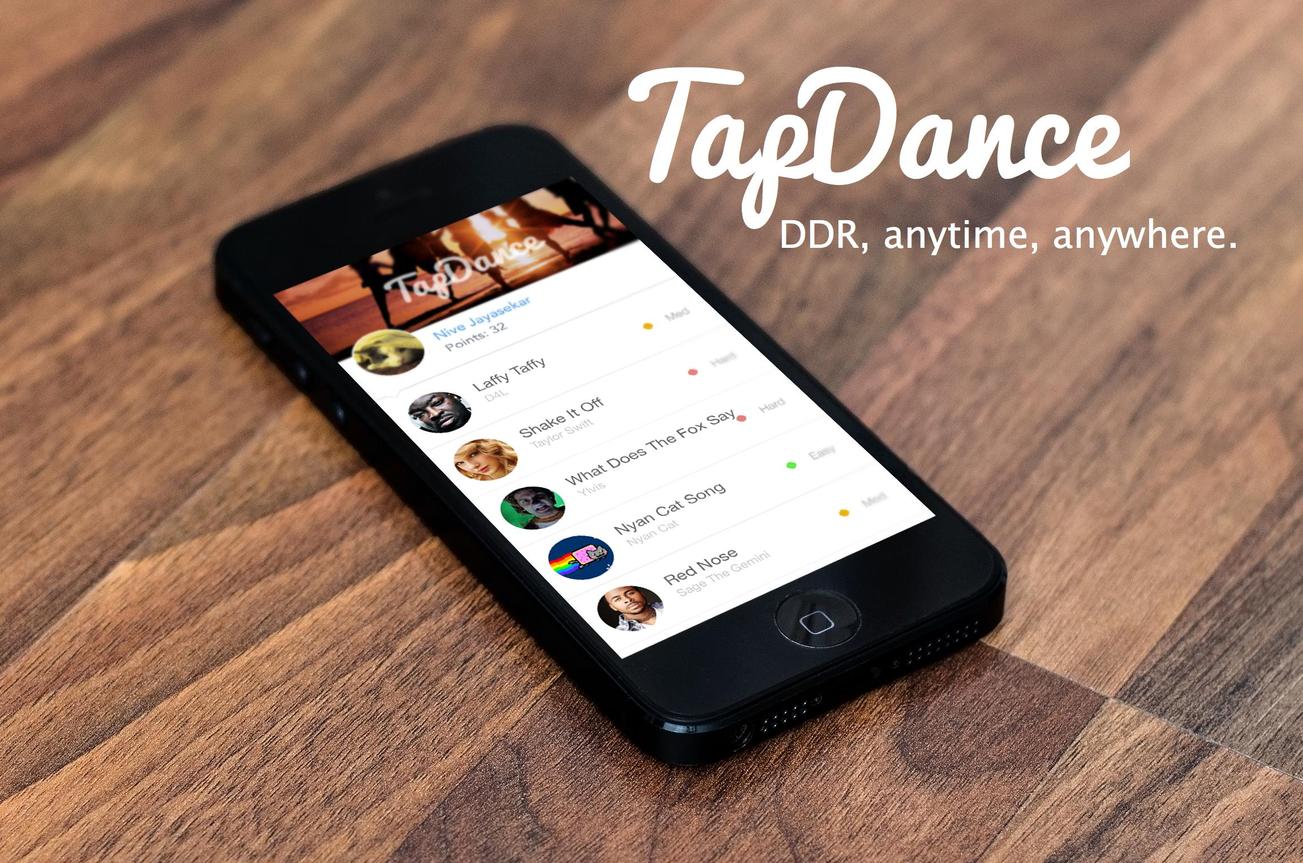 TapDance
DDR, anytime, anywhere.
TapDance
Nive Jayasekar
Points: 32
Laffy Taffy
D4L
Med
Shake It Off
Taylor Swift
Hard
What Does The Fox Say
Ylvis
Hard
Nyan Cat Song
Nyan Cat
Easy
Red Nose
Sage The Gemini
Med